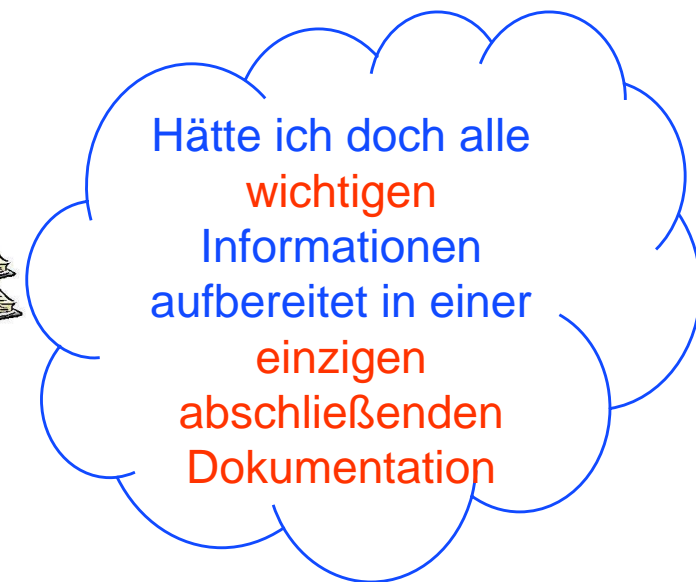 Hätte ich doch alle
wichtigen
Informationen
aufbereitet in einer
einzigen
abschließenden
Dokumentation